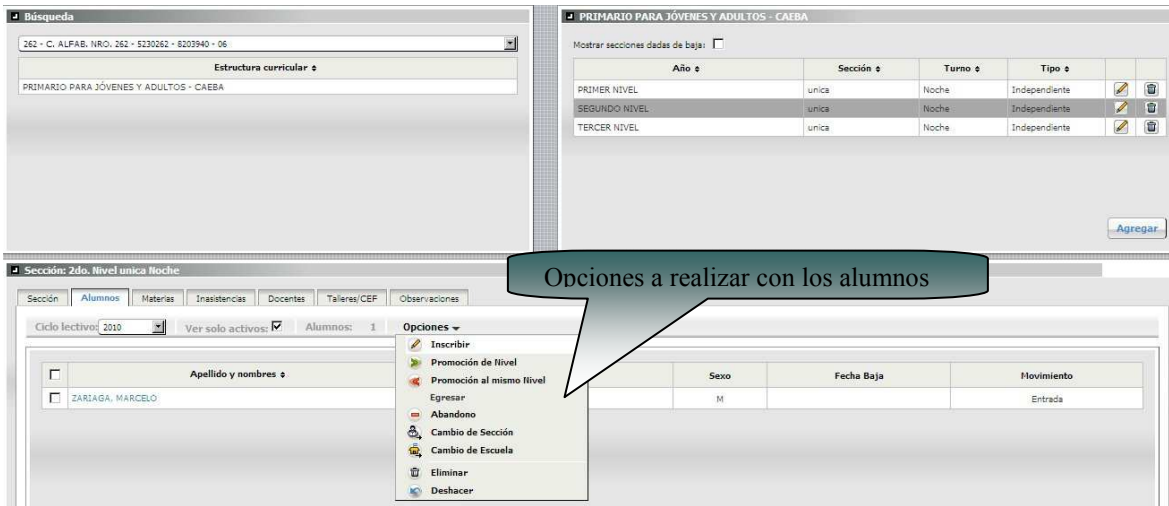 Búsqueda
262 - C. ALFAB. NRO. 262 - 5230262 - 8203940 - 06
Estructura curricular
PRIMARIO PARA JÓVENES Y ADULTOS - CAEBA
PRIMARIO PARA JÓVENES Y ADULTOS - CAEBA
Mostrar secciones dadas de baja:
Año Sección Turno Tipo
PRIMER NIVEL unica Noche Independiente
SEGUNDO NIVEL unica Noche Independiente
TERCER NIVEL unica Noche Independiente
Agregar
Sección: 2do. Nivel unica Noche
Opciones a realizar con los alumnos
Sección Alumnos Materias Inasistencias Docentes Talleres/CEF Observaciones
Ciclo lectivo: 2010 Ver solo activos: Alumnos: 1 Opciones
Inscribir
Promoción de Nivel
Promoción al mismo Nivel
Egresar
Abandono
Cambio de Sección
Cambio de Escuela
Eliminar
Deshacer
Apellido y nombres Sexo Fecha Baja Movimiento
ZARIAGA, MARCELO M Entrada